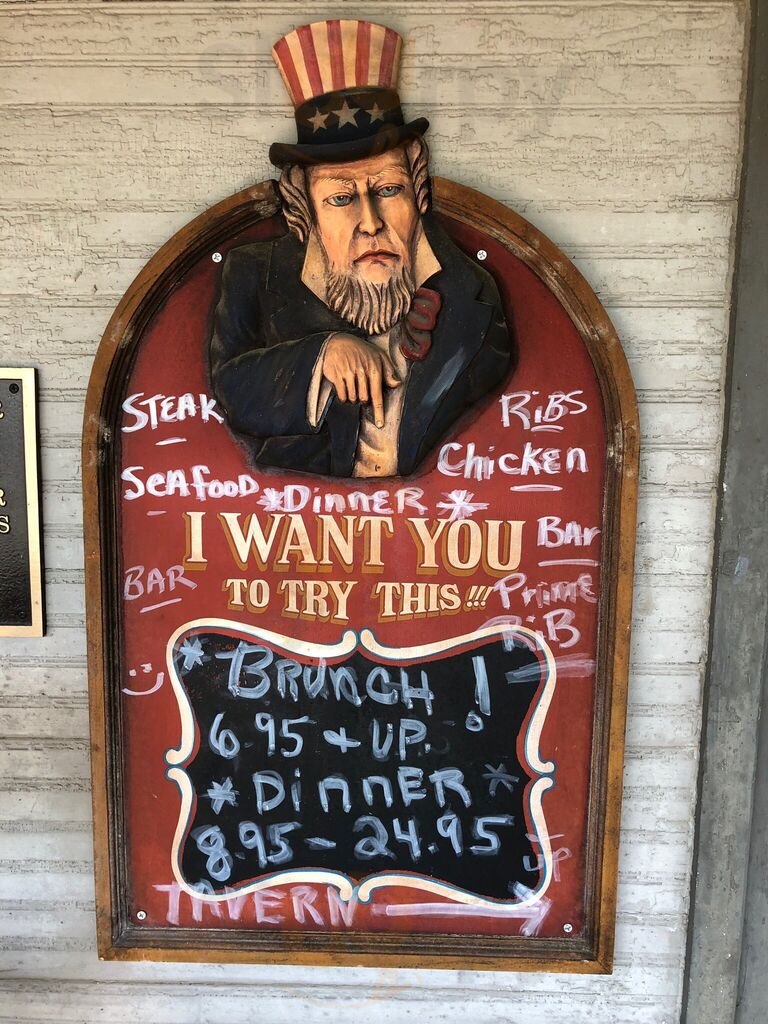 STEAK
RiBS
Chicken
SeAfooD
*Dinner*
I WANT YOU
Bar
TO TRY THIS!!!
BAR
Prime
RiB
* BRUnCH !
6.95 & UP.
* DinnER *
8.95 - 24.95
UP
TAVERN